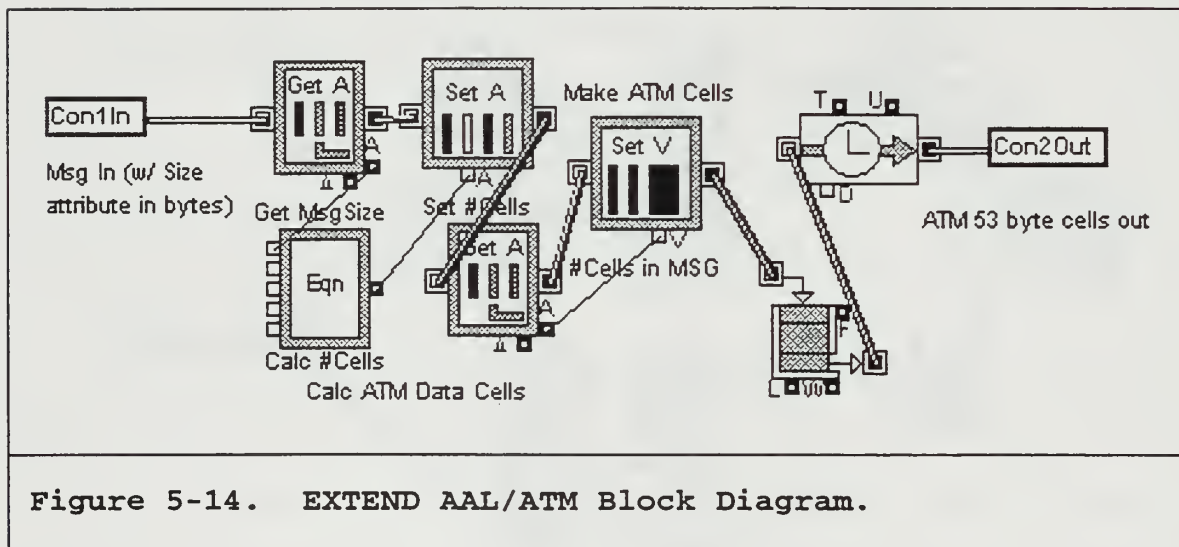 Get A
Set A
Make ATM Cells
T U
Con1In
Set V
Con2Out
A
D
Msg In (w/ Size
attribute in bytes)
A
Get MsgSize
Set #Cells
V
ATM 53 byte cells out
Eqn
Get A
#Cells in MSG
A
F
Calc #Cells
L W
Calc ATM Data Cells
Figure 5-14. EXTEND AAL/ATM Block Diagram.